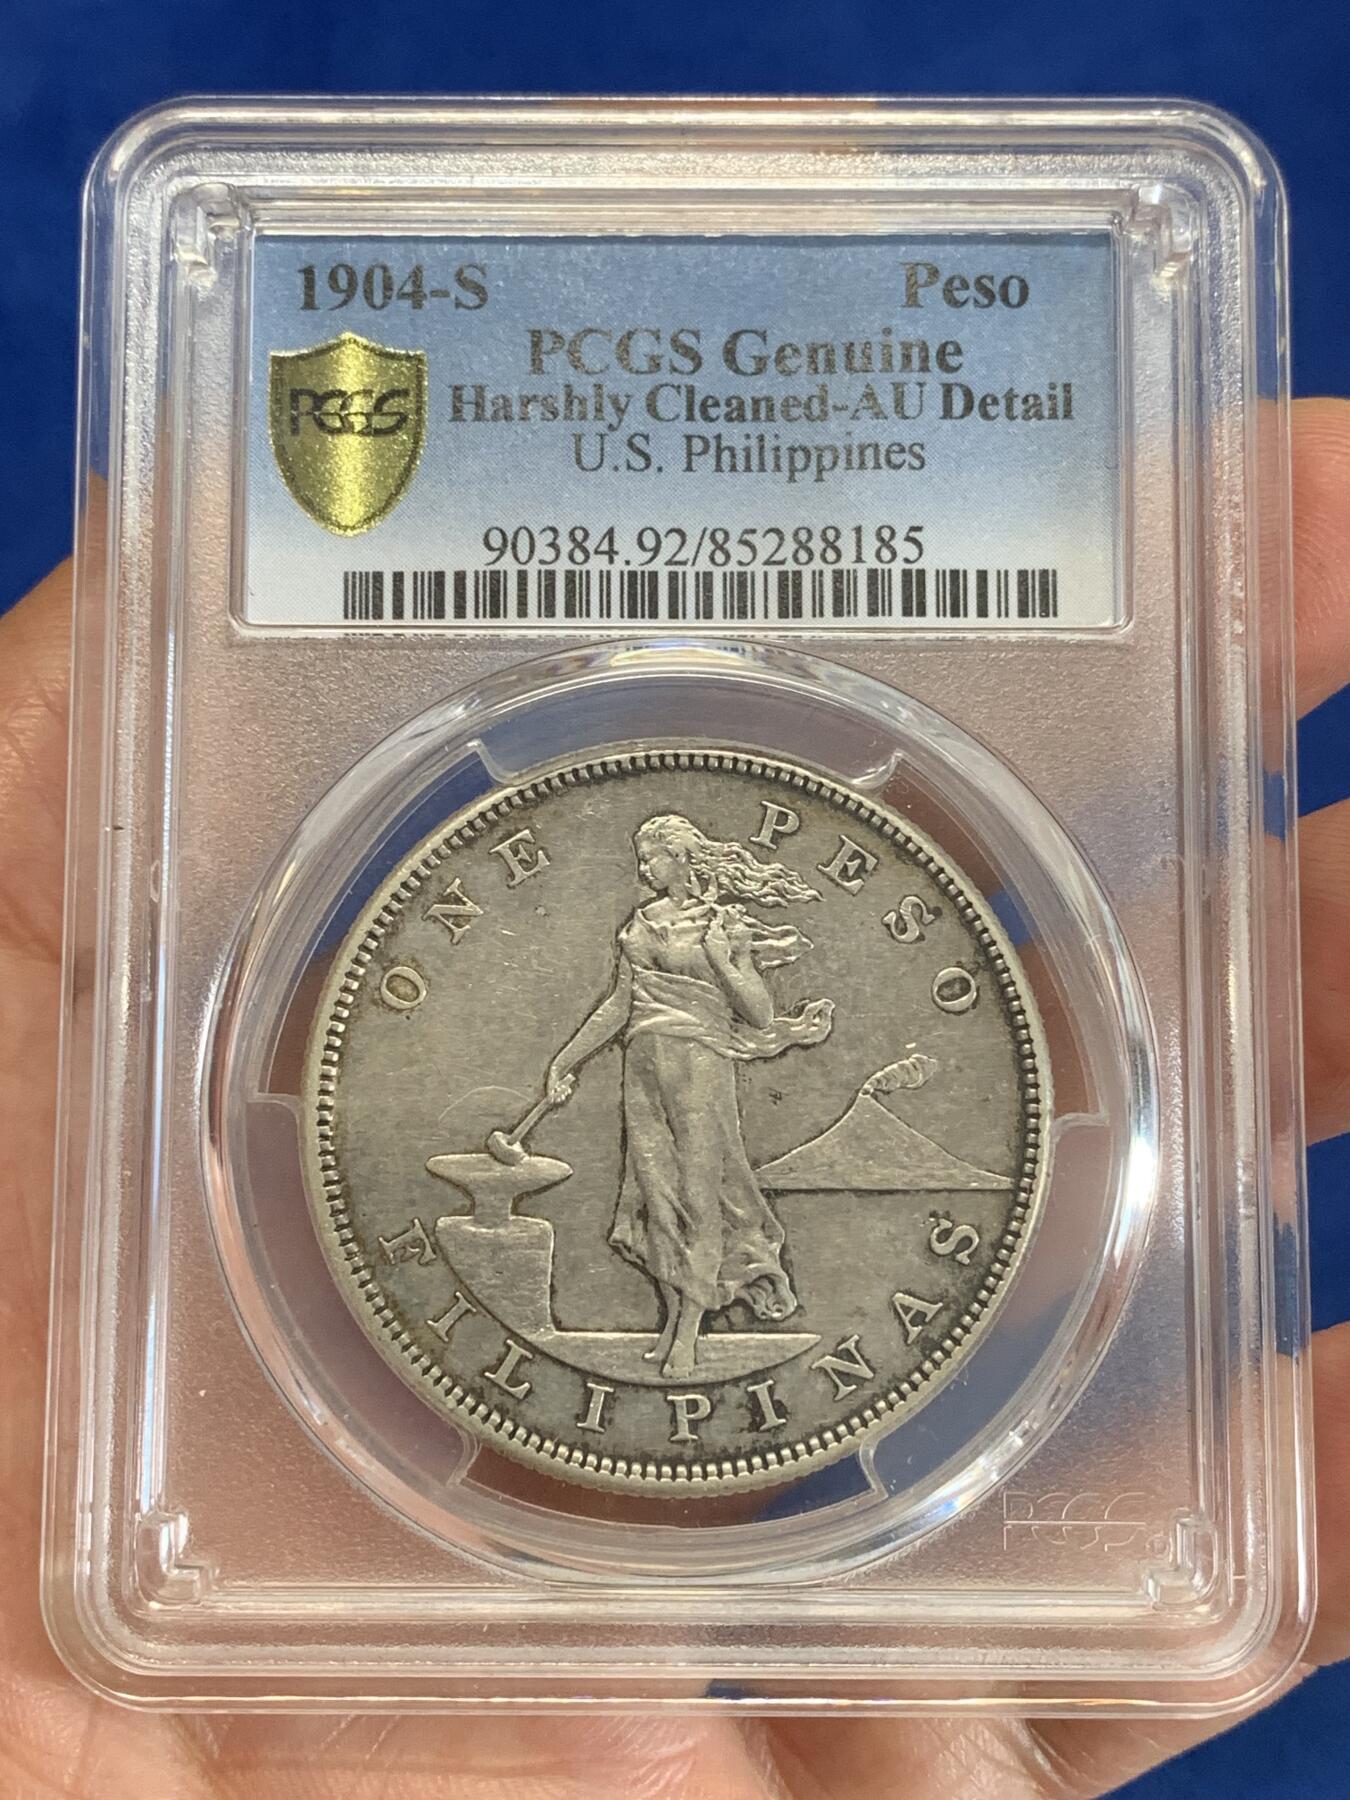 1904-S Peso
PCGS Genuine
PCGS
Harshly Cleaned-AU Detail
U.S. Philippines
90384.92/85288185
ONE PESO
FILIPINAS
PCGS